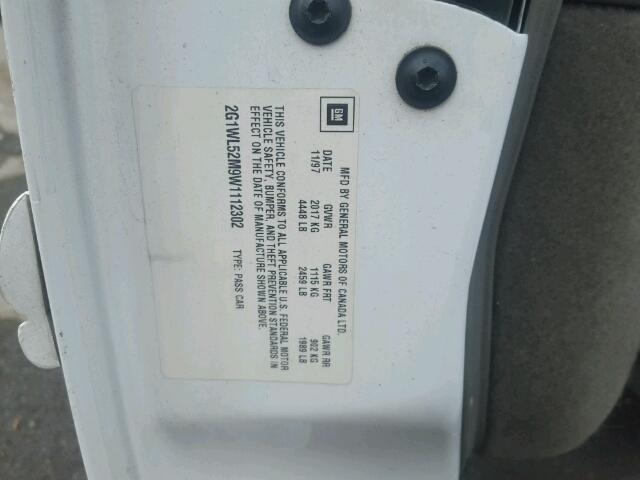 GM
MFD BY GENERAL MOTORS OF CANADA LTD.
DATE GVWR GAWR FRT GAWR RR
11/97 2017 KG 1115 KG 902 KG
4448 LB 2459 LB 1989 LB
THIS VEHICLE CONFORMS TO ALL APPLICABLE U.S. FEDERAL MOTOR
VEHICLE SAFETY, BUMPER, AND THEFT PREVENTION STANDARDS IN
EFFECT ON THE DATE OF MANUFACTURE SHOWN ABOVE.
2G1WL52M9W1112302 TYPE: PASS CAR